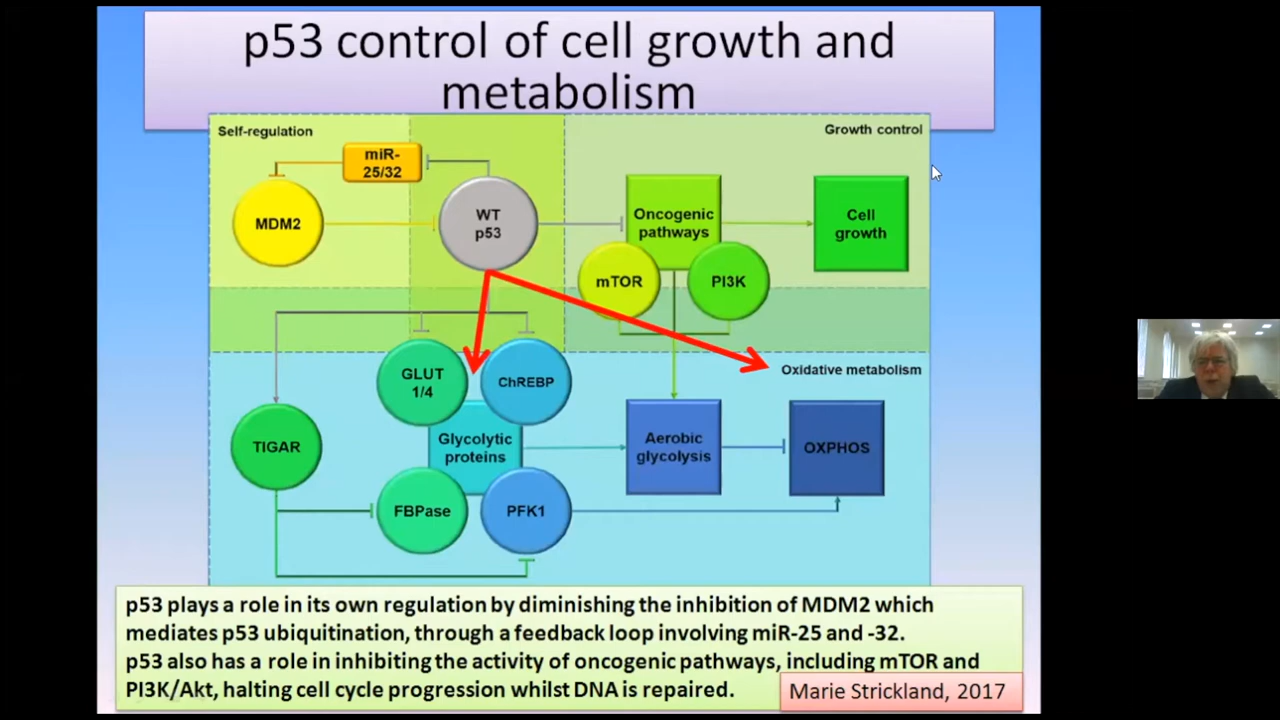 p53 control of cell growth and
metabolism
Self-regulation
Growth control
miR-
25/32
MDM2
WT
p53
Oncogenic
pathways
Cell
growth
mTOR
PI3K
Oxidative metabolism
GLUT
1/4
ChREBP
TIGAR
Glycolytic
proteins
Aerobic
glycolysis
OXPHOS
FBPase
PFK1
p53 plays a role in its own regulation by diminishing the inhibition of MDM2 which
mediates p53 ubiquitination, through a feedback loop involving miR-25 and -32.
p53 also has a role in inhibiting the activity of oncogenic pathways, including mTOR and
PI3K/Akt, halting cell cycle progression whilst DNA is repaired.
Marie Strickland, 2017